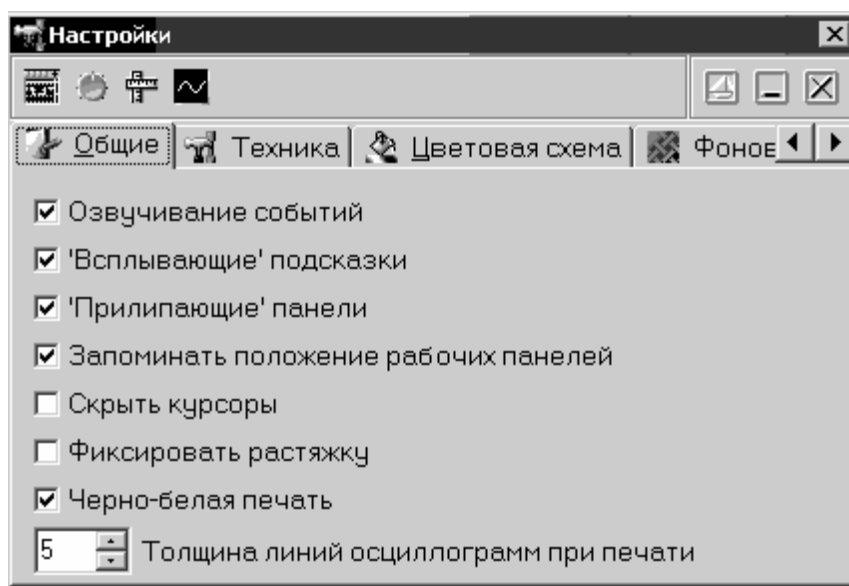 Настройки
Общие Техника Цветовая схема Фонов
Озвучивание событий
'Всплывающие' подсказки
'Прилипающие' панели
Запоминать положение рабочих панелей
Скрыть курсоры
Фиксировать растяжку
Черно-белая печать
5 Толщина линий осциллограмм при печати